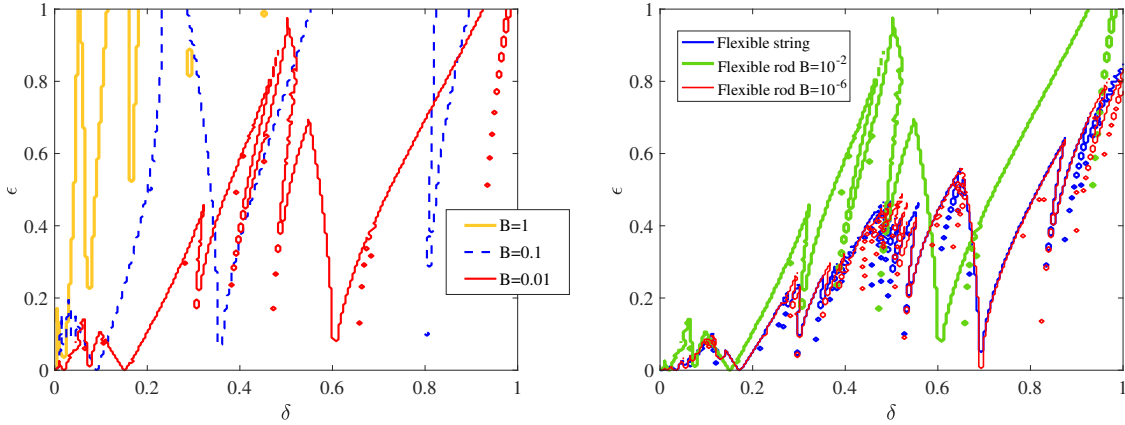 1
0.8
0.6
ϵ
0.4
0.2
0
0 0.2 0.4 0.6 0.8 1
δ
B=1
B=0.1
B=0.01
1
0.8
0.6
ϵ
0.4
0.2
0
0 0.2 0.4 0.6 0.8 1
δ
Flexible string
Flexible rod B=10⁻²
Flexible rod B=10⁻⁶